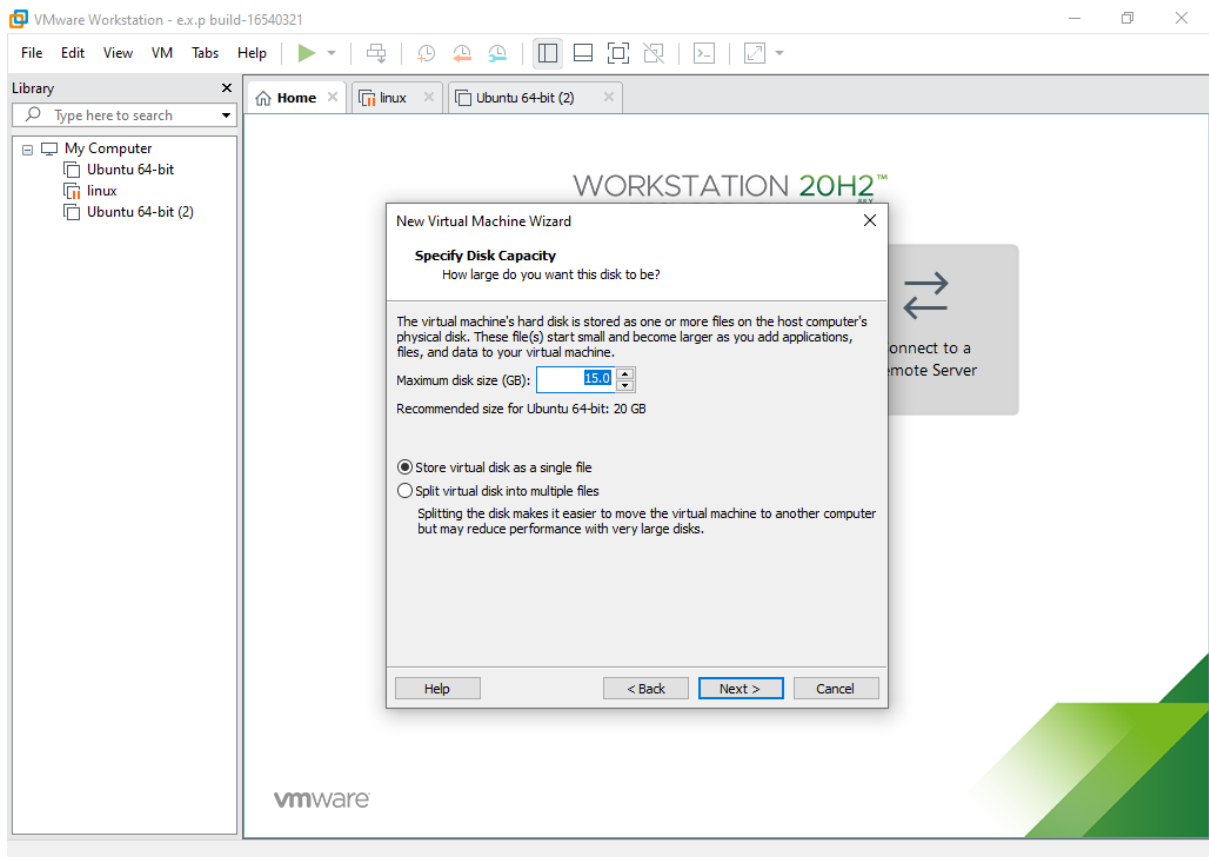 VMware Workstation - e.x.p build-16540321
File Edit View VM Tabs Help
Library
Type here to search
My Computer
Ubuntu 64-bit
linux
Ubuntu 64-bit (2)
Home linux Ubuntu 64-bit (2)
WORKSTATION 20H2™
New Virtual Machine Wizard
Specify Disk Capacity
How large do you want this disk to be?
The virtual machine's hard disk is stored as one or more files on the host computer's
physical disk. These file(s) start small and become larger as you add applications,
files, and data to your virtual machine.
Maximum disk size (GB): 15.0
Recommended size for Ubuntu 64-bit: 20 GB
Store virtual disk as a single file
Split virtual disk into multiple files
Splitting the disk makes it easier to move the virtual machine to another computer
but may reduce performance with very large disks.
Help < Back Next > Cancel
onnect to a
mote Server
vmware